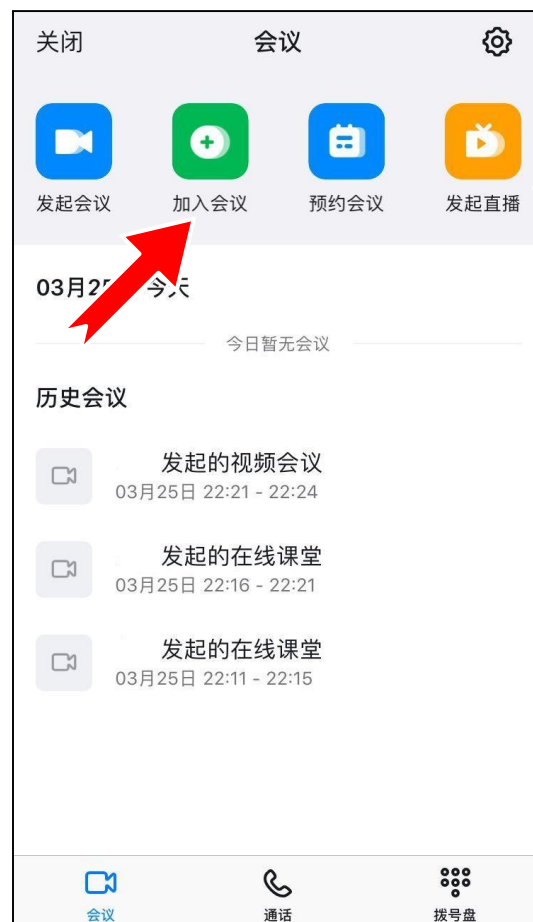 关闭
会议
发起会议
加入会议
预约会议
发起直播
03月25 今天
今日暂无会议
历史会议
发起的视频会议
03月25日 22:21 - 22:24
发起的在线课堂
03月25日 22:16 - 22:21
发起的在线课堂
03月25日 22:11 - 22:15
会议
通话
拨号盘